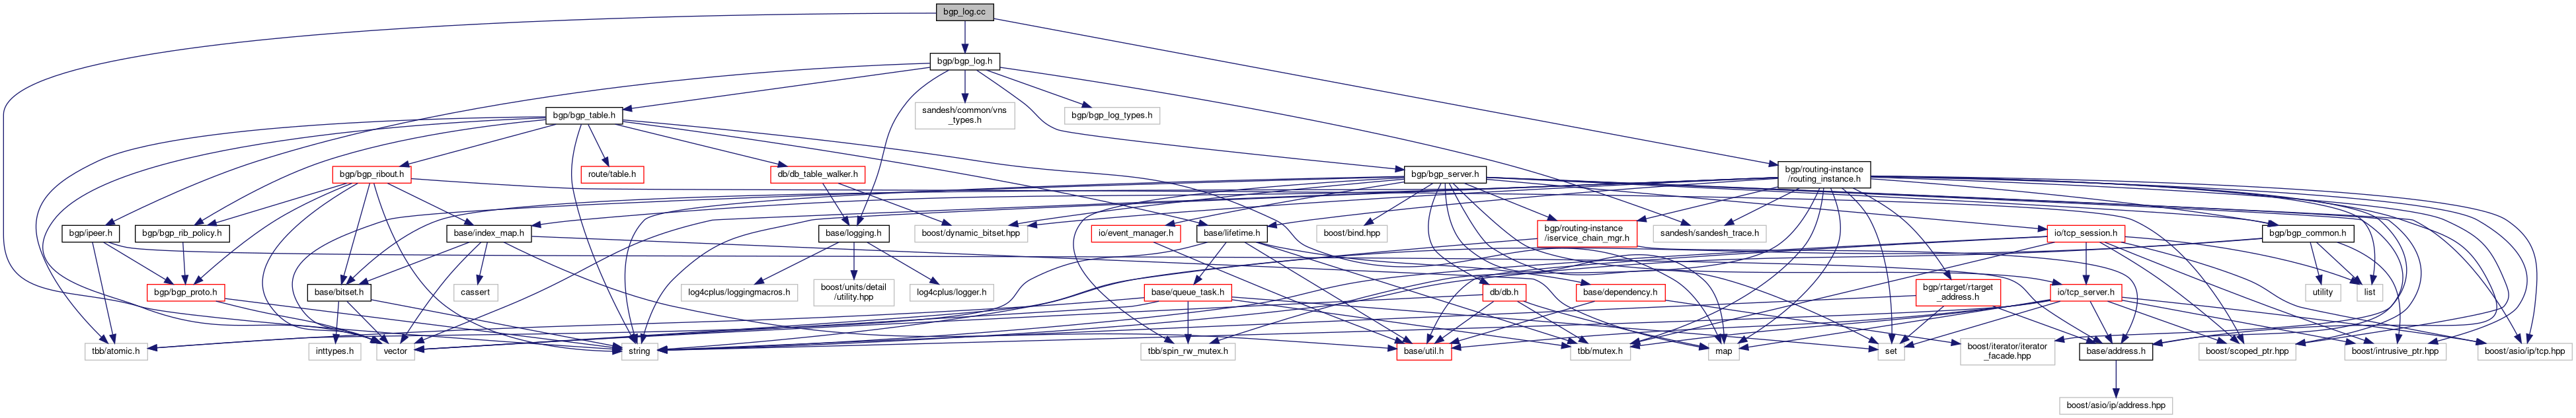 bgp_log.cc
bgp/bgp_log.h
bgp/bgp_table.h
sandesh/common/vns
_types.h
bgp/bgp_log_types.h
bgp/bgp_ribout.h
route/table.h
db/db_table_walker.h
bgp/bgp_server.h
bgp/routing-instance
/routing_instance.h
bgp/ipeer.h
bgp/bgp_rib_policy.h
base/index_map.h
base/logging.h
boost/dynamic_bitset.hpp
io/event_manager.h
base/lifetime.h
boost/bind.hpp
bgp/routing-instance
/iservice_chain_mgr.h
sandesh/sandesh_trace.h
io/tcp_session.h
bgp/bgp_common.h
bgp/bgp_proto.h
base/bitset.h
cassert
log4cplus/loggingmacros.h
boost/units/detail
/utility.hpp
log4cplus/logger.h
base/queue_task.h
db/db.h
base/dependency.h
bgp/rtarget/rtarget
_address.h
io/tcp_server.h
utility
list
tbb/atomic.h
inttypes.h
vector
string
tbb/spin_rw_mutex.h
base/util.h
tbb/mutex.h
map
set
boost/iterator/iterator
_facade.hpp
base/address.h
boost/scoped_ptr.hpp
boost/intrusive_ptr.hpp
boost/asio/ip/tcp.hpp
boost/asio/ip/address.hpp